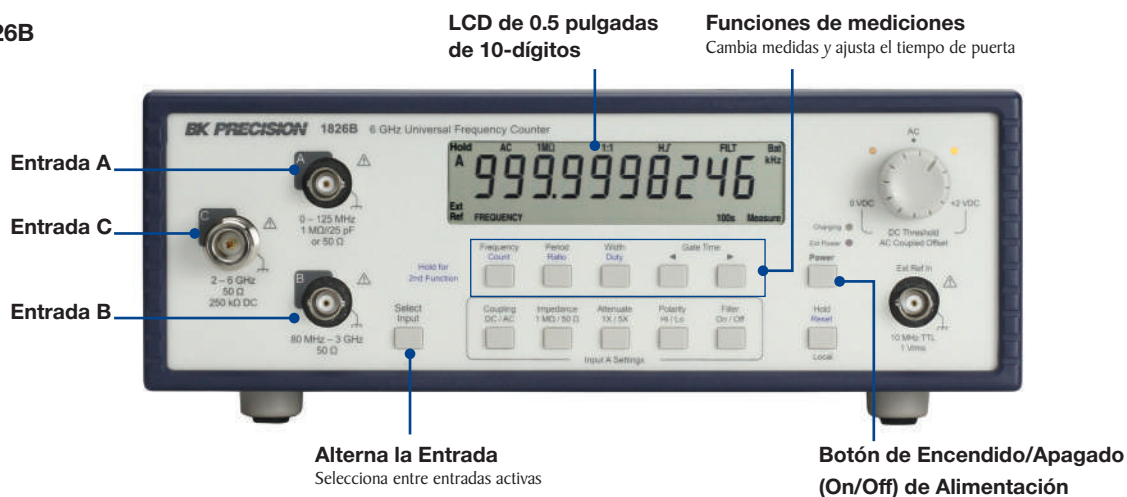 26B
LCD de 0.5 pulgadas
de 10-dígitos
Funciones de mediciones
Cambia medidas y ajusta el tiempo de puerta
Entrada A
Entrada C
Entrada B
BK PRECISION 1826B 6 GHz Universal Frequency Counter
A
0 – 125 MHz
1 MΩ//25 pF
or 50 Ω
C
2 – 6 GHz
50 Ω
250 kΩ DC
B
80 MHz – 3 GHz
50 Ω
Hold AC 1MΩ 1:1 FILT Bat
A 999.9998246 kHz
Ext
Ref FREQUENCY 100s Measure
Hold for
2nd Function
Frequency Period Width Gate Time
Count Ratio Duty ◄ ►
Select
Input
Coupling Impedance Attenuate Polarity Filter
DC / AC 1 MΩ / 50 Ω 1X / 5X Hi / Lo On / Off
Input A Settings
AC
0 VDC +2 VDC
DC Threshold
AC Coupled Offset
Charging
Ext Power
Power
Hold
Reset
Local
Ext Ref In
10 MHz TTL
1 Vrms
Alterna la Entrada
Selecciona entre entradas activas
Botón de Encendido/Apagado
(On/Off) de Alimentación